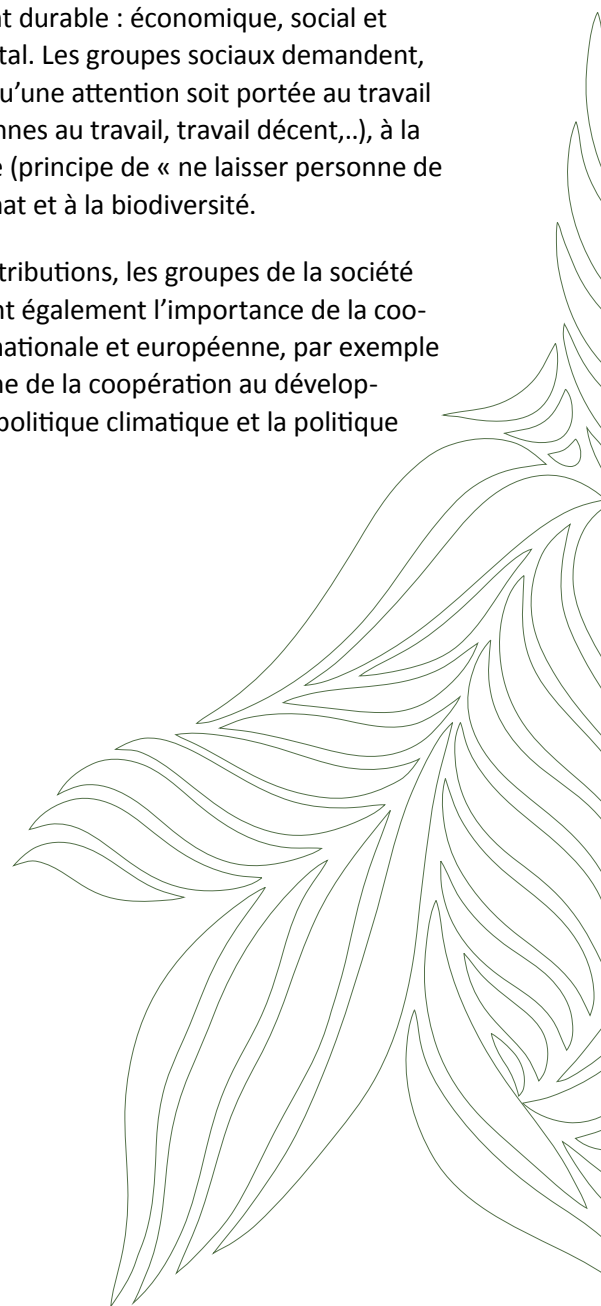 t durable : économique, social et
tal. Les groupes sociaux demandent,
u’une attention soit portée au travail
nnes au travail, travail décent,..), à la
e (principe de « ne laisser personne de
at et à la biodiversité.
tributions, les groupes de la société
nt également l’importance de la coo-
nationale et européenne, par exemple
ne de la coopération au dévelop-
politique climatique et la politique